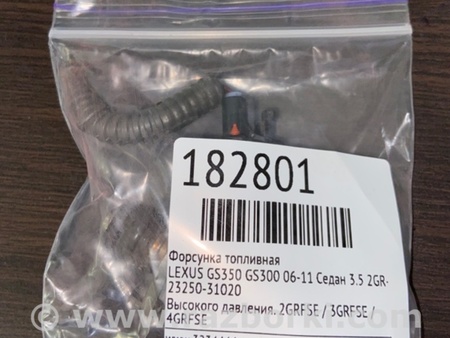 182801
Форсунка топливная
LEXUS GS350 GS300 06-11 Седан 3.5 2GR-
23250-31020
Высокого давления. 2GRFSE / 3GRFSE /
4GRFSE